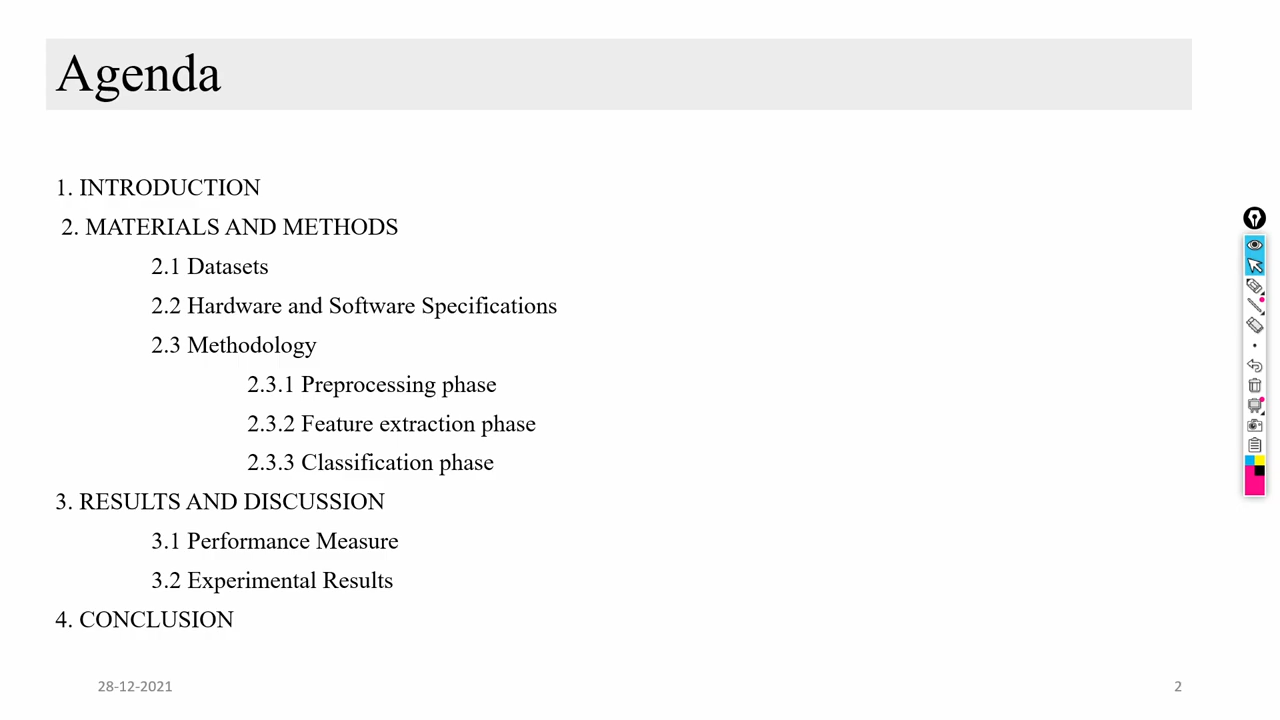 Agenda
1. INTRODUCTION
2. MATERIALS AND METHODS
2.1 Datasets
2.2 Hardware and Software Specifications
2.3 Methodology
2.3.1 Preprocessing phase
2.3.2 Feature extraction phase
2.3.3 Classification phase
3. RESULTS AND DISCUSSION
3.1 Performance Measure
3.2 Experimental Results
4. CONCLUSION
28-12-2021
2